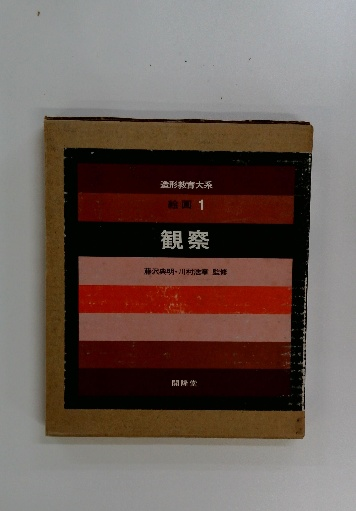 造形教育大系
絵画 1
観察
藤沢典明・川村浩章 監修
開隆堂